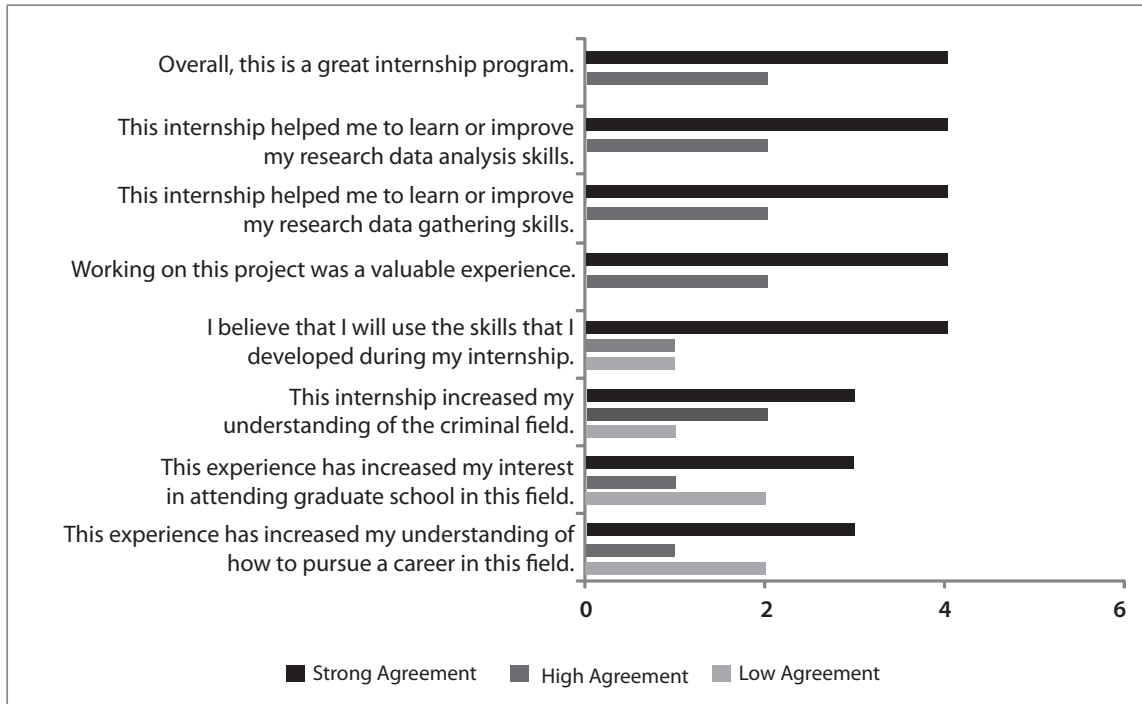 Overall, this is a great internship program.
This internship helped me to learn or improve
my research data analysis skills.
This internship helped me to learn or improve
my research data gathering skills.
Working on this project was a valuable experience.
I believe that I will use the skills that I
developed during my internship.
This internship increased my
understanding of the criminal field.
This experience has increased my interest
in attending graduate school in this field.
This experience has increased my understanding of
how to pursue a career in this field.
0 2 4 6
Strong Agreement High Agreement Low Agreement